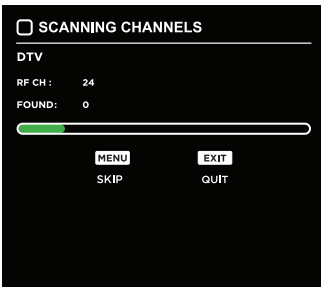 SCANNING CHANNELS
DTV
RF CH : 24
FOUND: 0
MENU EXIT
SKIP QUIT